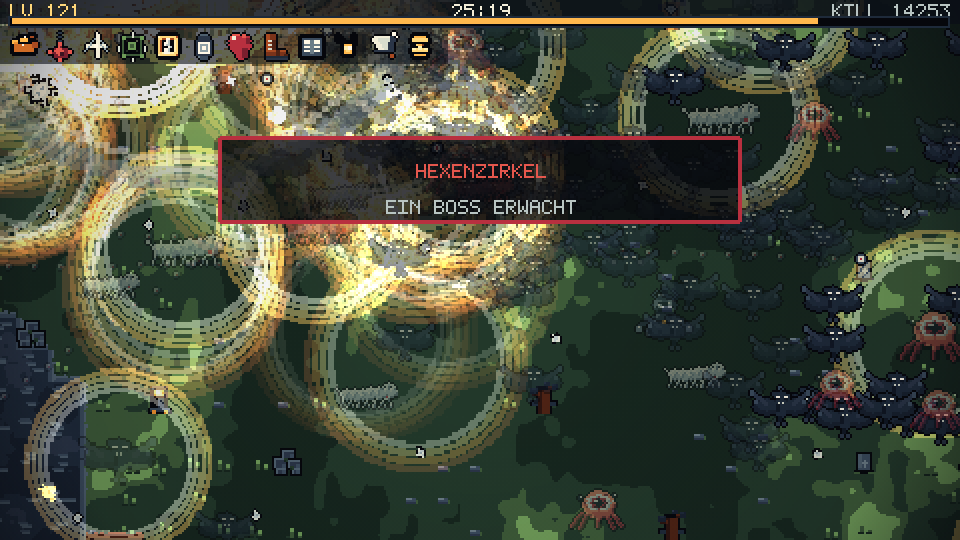 LV 121
25:19
KILL 14253
HEXENZIRKEL
EIN BOSS ERWACHT